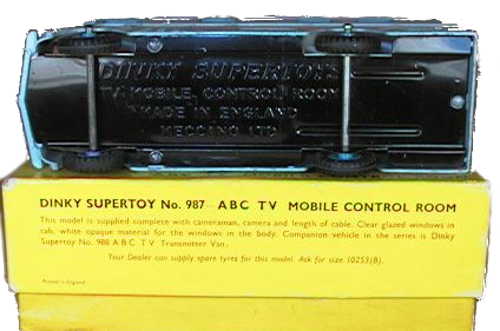 DINKY SUPERTOYS
T.V. MOBILE, CONTROL ROOM
MADE IN ENGLAND
MECCANO LTD
DINKY SUPERTOY No. 987 - ABC TV MOBILE CONTROL ROOM
This model is supplied complete with cameraman, camera and length of cable. Clear glazed windows in
cab, white opaque material for the windows in the body. Companion vehicle in the series is Dinky
Supertoy No. 988 A B C T V Transmitter Van.
Your Dealer can supply spare tyres for this model. Ask for size 10253(B).
Printed in England